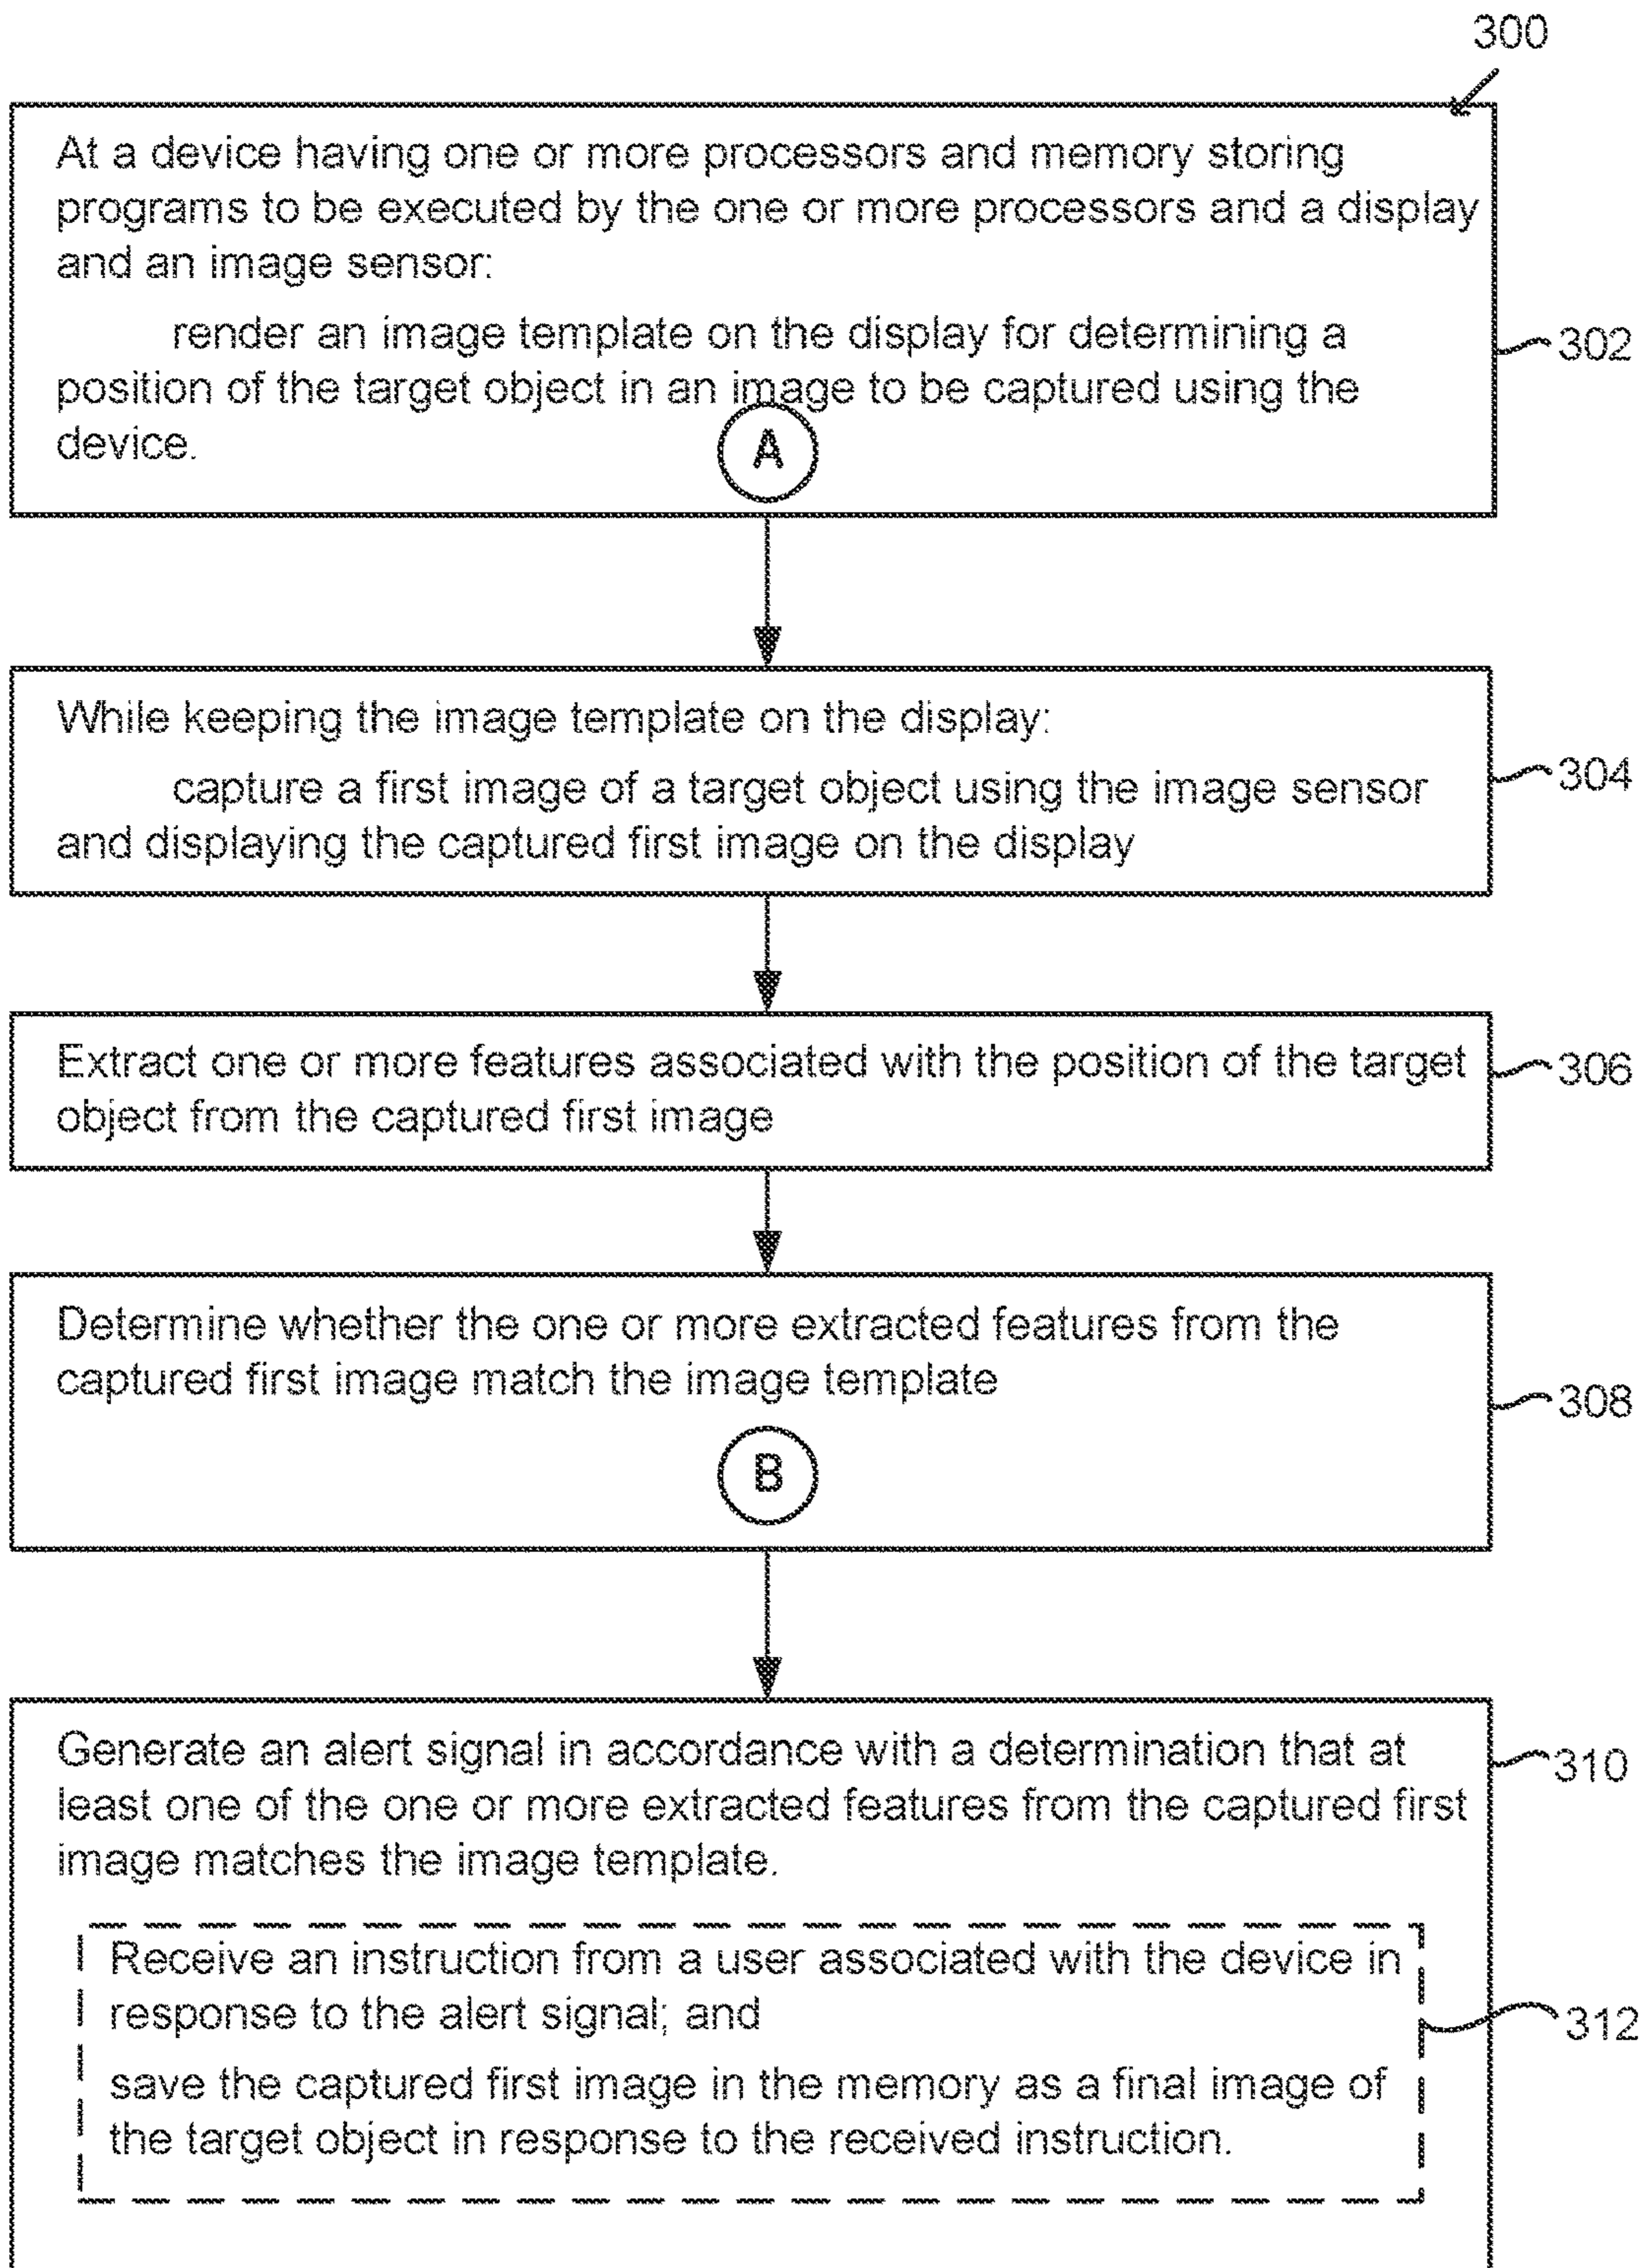 300
At a device having one or more processors and memory storing
programs to be executed by the one or more processors and a display
and an image sensor:
render an image template on the display for determining a
position of the target object in an image to be captured using the
device.
A
302
While keeping the image template on the display:
capture a first image of a target object using the image sensor
and displaying the captured first image on the display
304
Extract one or more features associated with the position of the target
object from the captured first image
306
Determine whether the one or more extracted features from the
captured first image match the image template
308
B
Generate an alert signal in accordance with a determination that at
least one of the one or more extracted features from the captured first
image matches the image template.
310
Receive an instruction from a user associated with the device in
response to the alert signal; and
save the captured first image in the memory as a final image of
the target object in response to the received instruction.
312